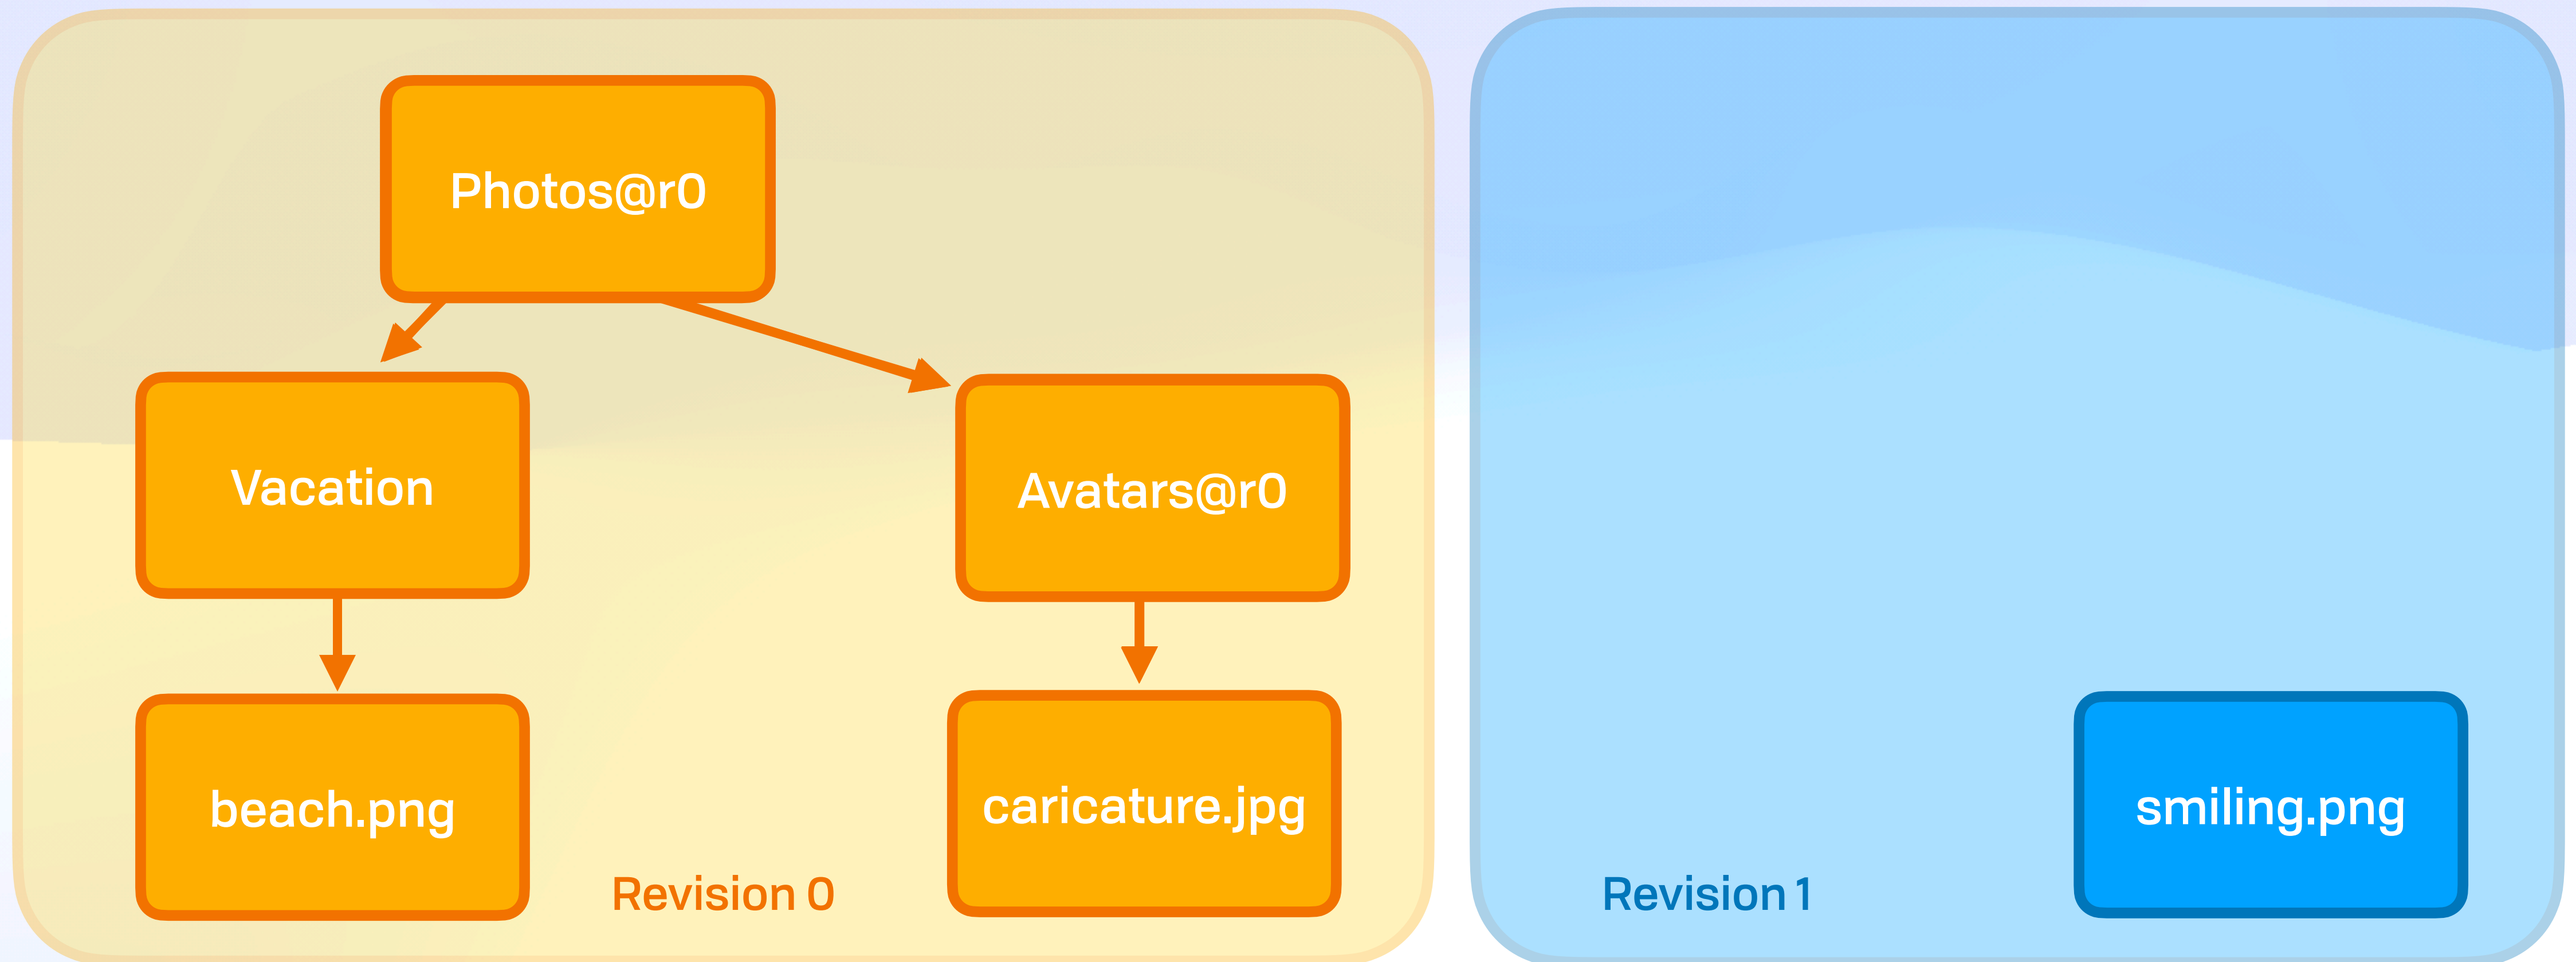 Photos@r0
Vacation
Avatars@r0
beach.png
caricature.jpg
smiling.png
Revision 0
Revision 1